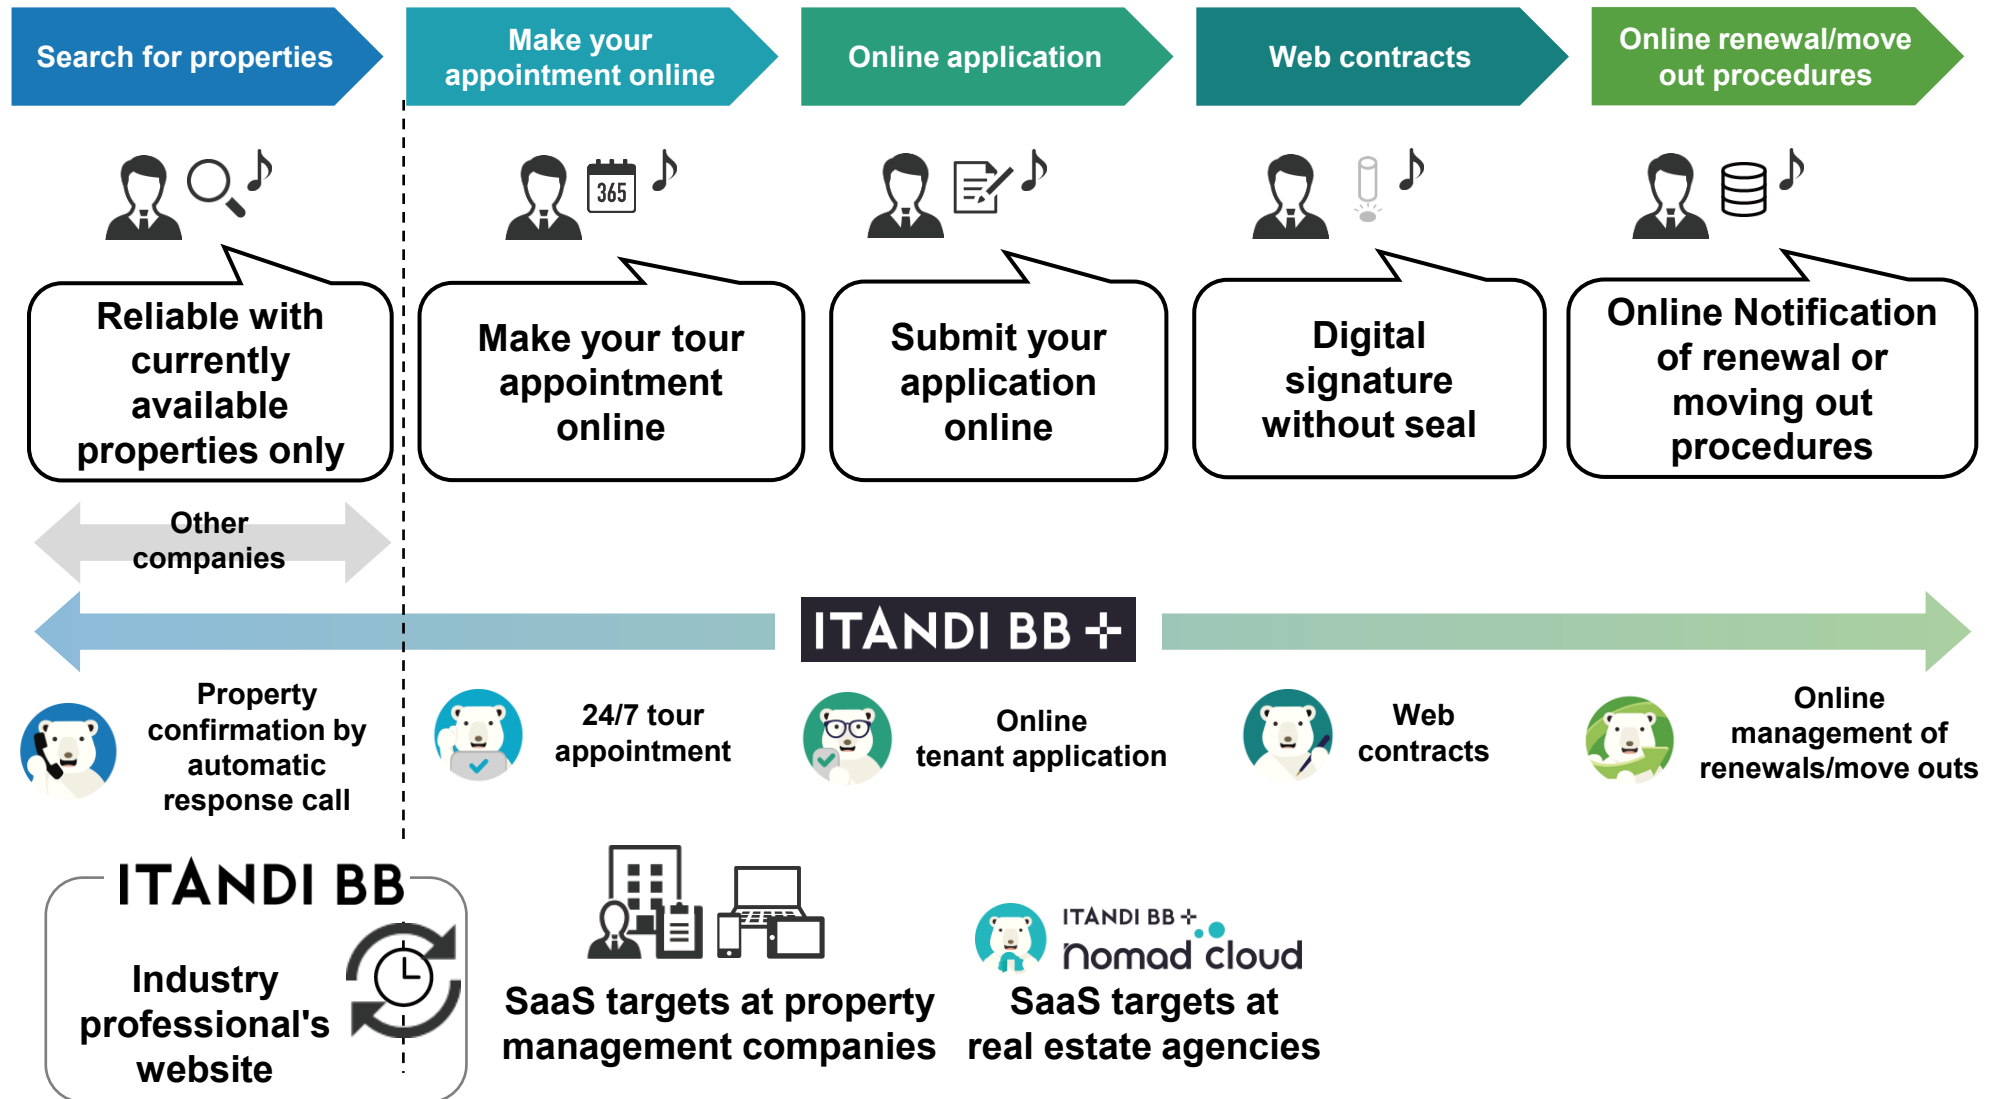 Search for properties
Make your
appointment online
Online application
Web contracts
Online renewal/move
out procedures
365
Reliable with
currently
available
properties only
Make your tour
appointment
online
Submit your
application
online
Digital
signature
without seal
Online Notification
of renewal or
moving out
procedures
Other
companies
ITANDI BB +
Property
confirmation by
automatic
response call
24/7 tour
appointment
Online
tenant application
Web
contracts
Online
management of
renewals/move outs
ITANDI BB
Industry
professional's
website
SaaS targets at property
management companies
ITANDI BB +
nomad cloud
SaaS targets at
real estate agencies